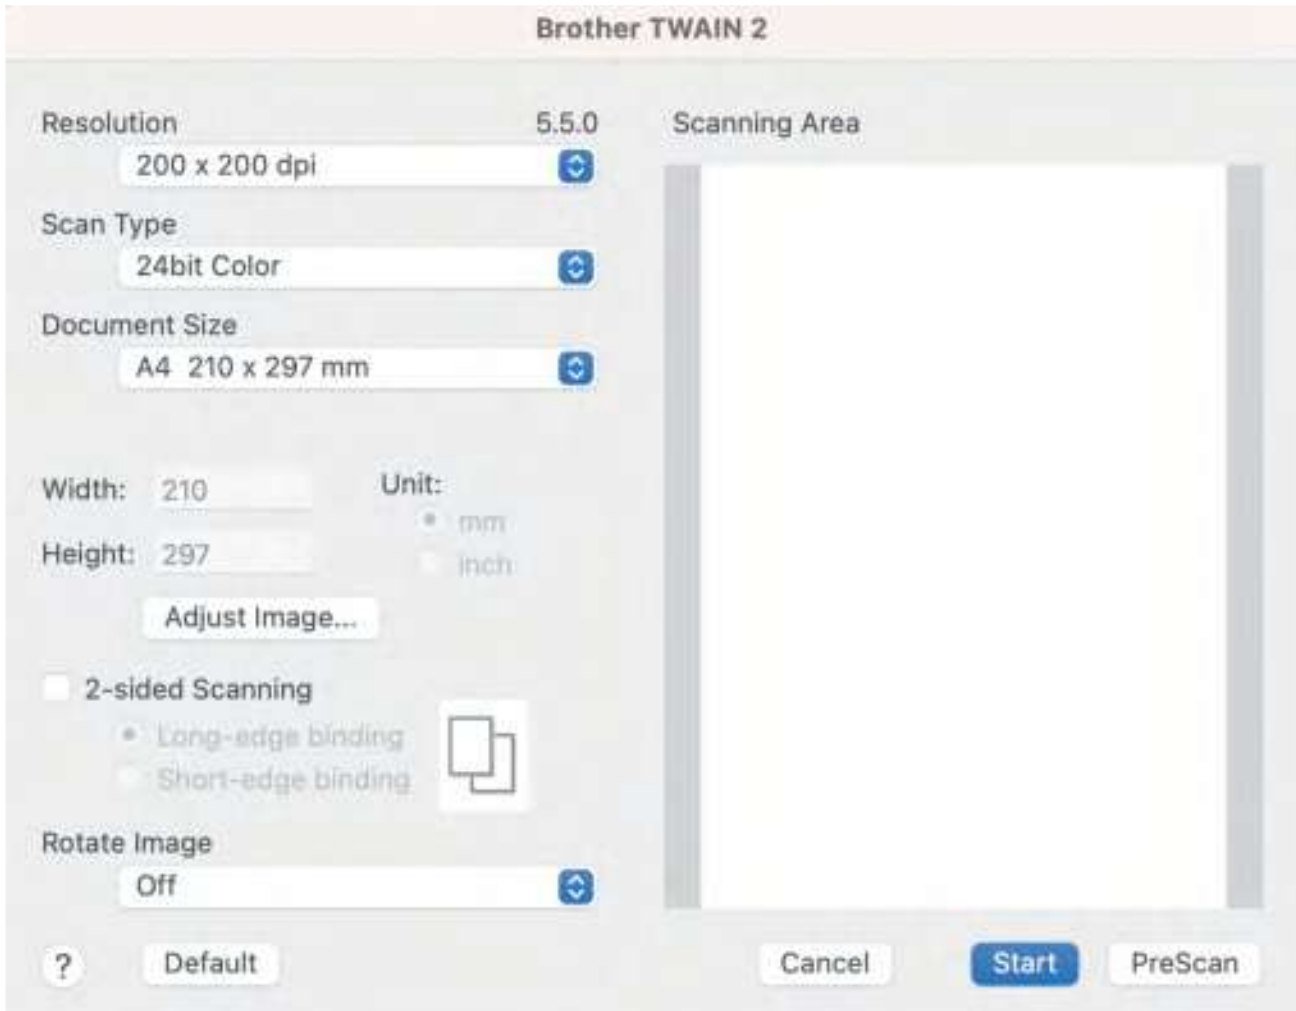 Brother TWAIN 2
Resolution 5.5.0
200 x 200 dpi
Scan Type
24bit Color
Document Size
A4 210 x 297 mm
Width: 210
Height: 297
Unit:
mm
inch
Adjust Image...
2-sided Scanning
Long-edge binding
Short-edge binding
Rotate Image
Off
? Default
Scanning Area
Cancel Start PreScan